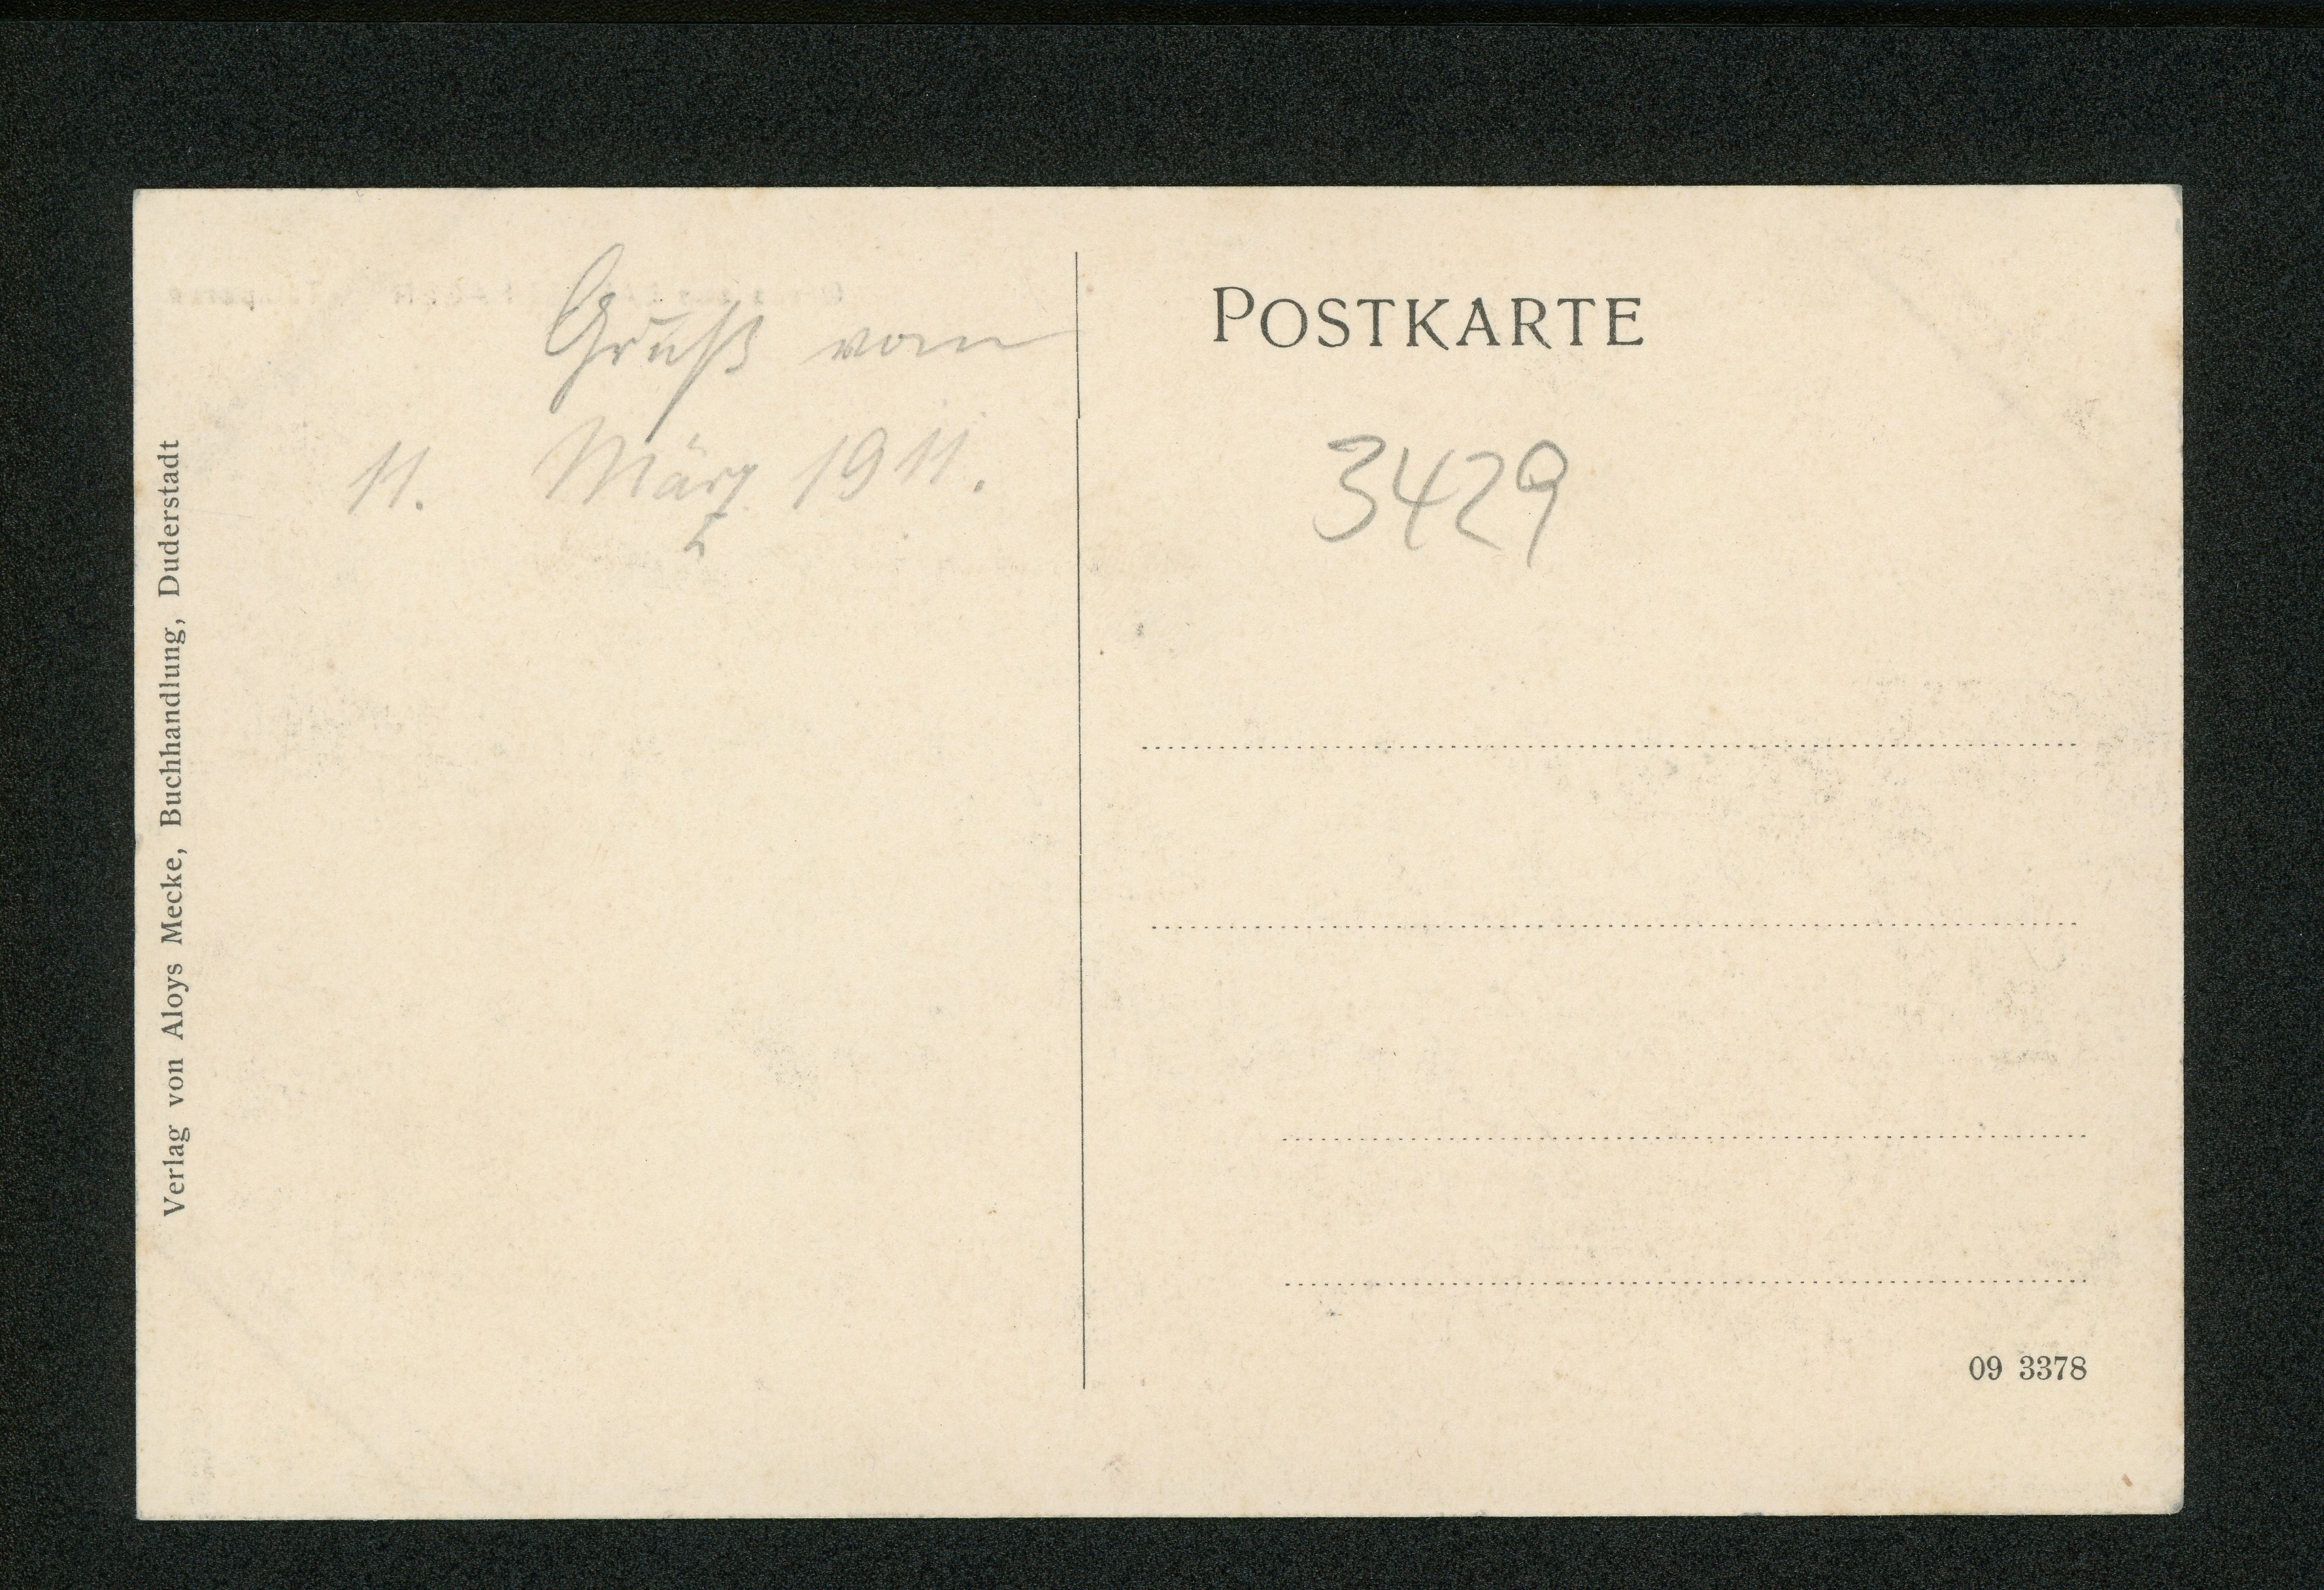 Gruß vom
11. März 1911.
Verlag von Aloys Mecke, Buchhandlung, Duderstadt
POSTKARTE
3429
09 3378